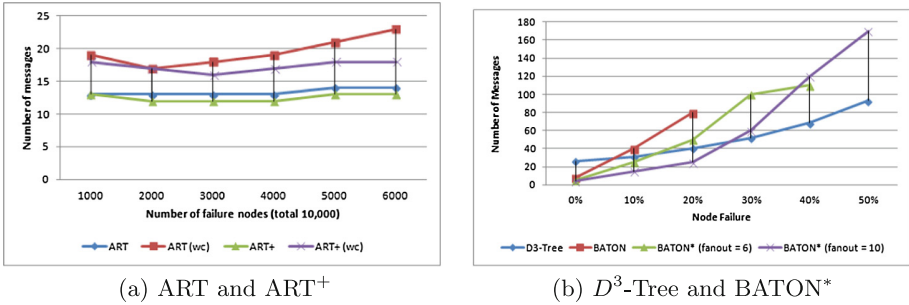 25
20
15
10
5
0
Number of messages
1000 2000 3000 4000 5000 6000
Number of failure nodes (total 10,000)
ART ART (wc) ART+ ART+ (wc)
(a) ART and ART⁺
180
160
140
120
100
80
60
40
20
0
Number of Messages
0% 10% 20% 30% 40% 50%
Node Failure
D3-Tree BATON BATON* (fanout = 6) BATON* (fanout = 10)
(b) D³-Tree and BATON*